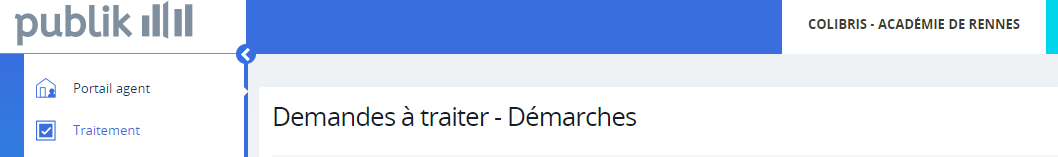 publik
COLIBRIS - ACADÉMIE DE RENNES
Portail agent
Traitement
Demandes à traiter - Démarches